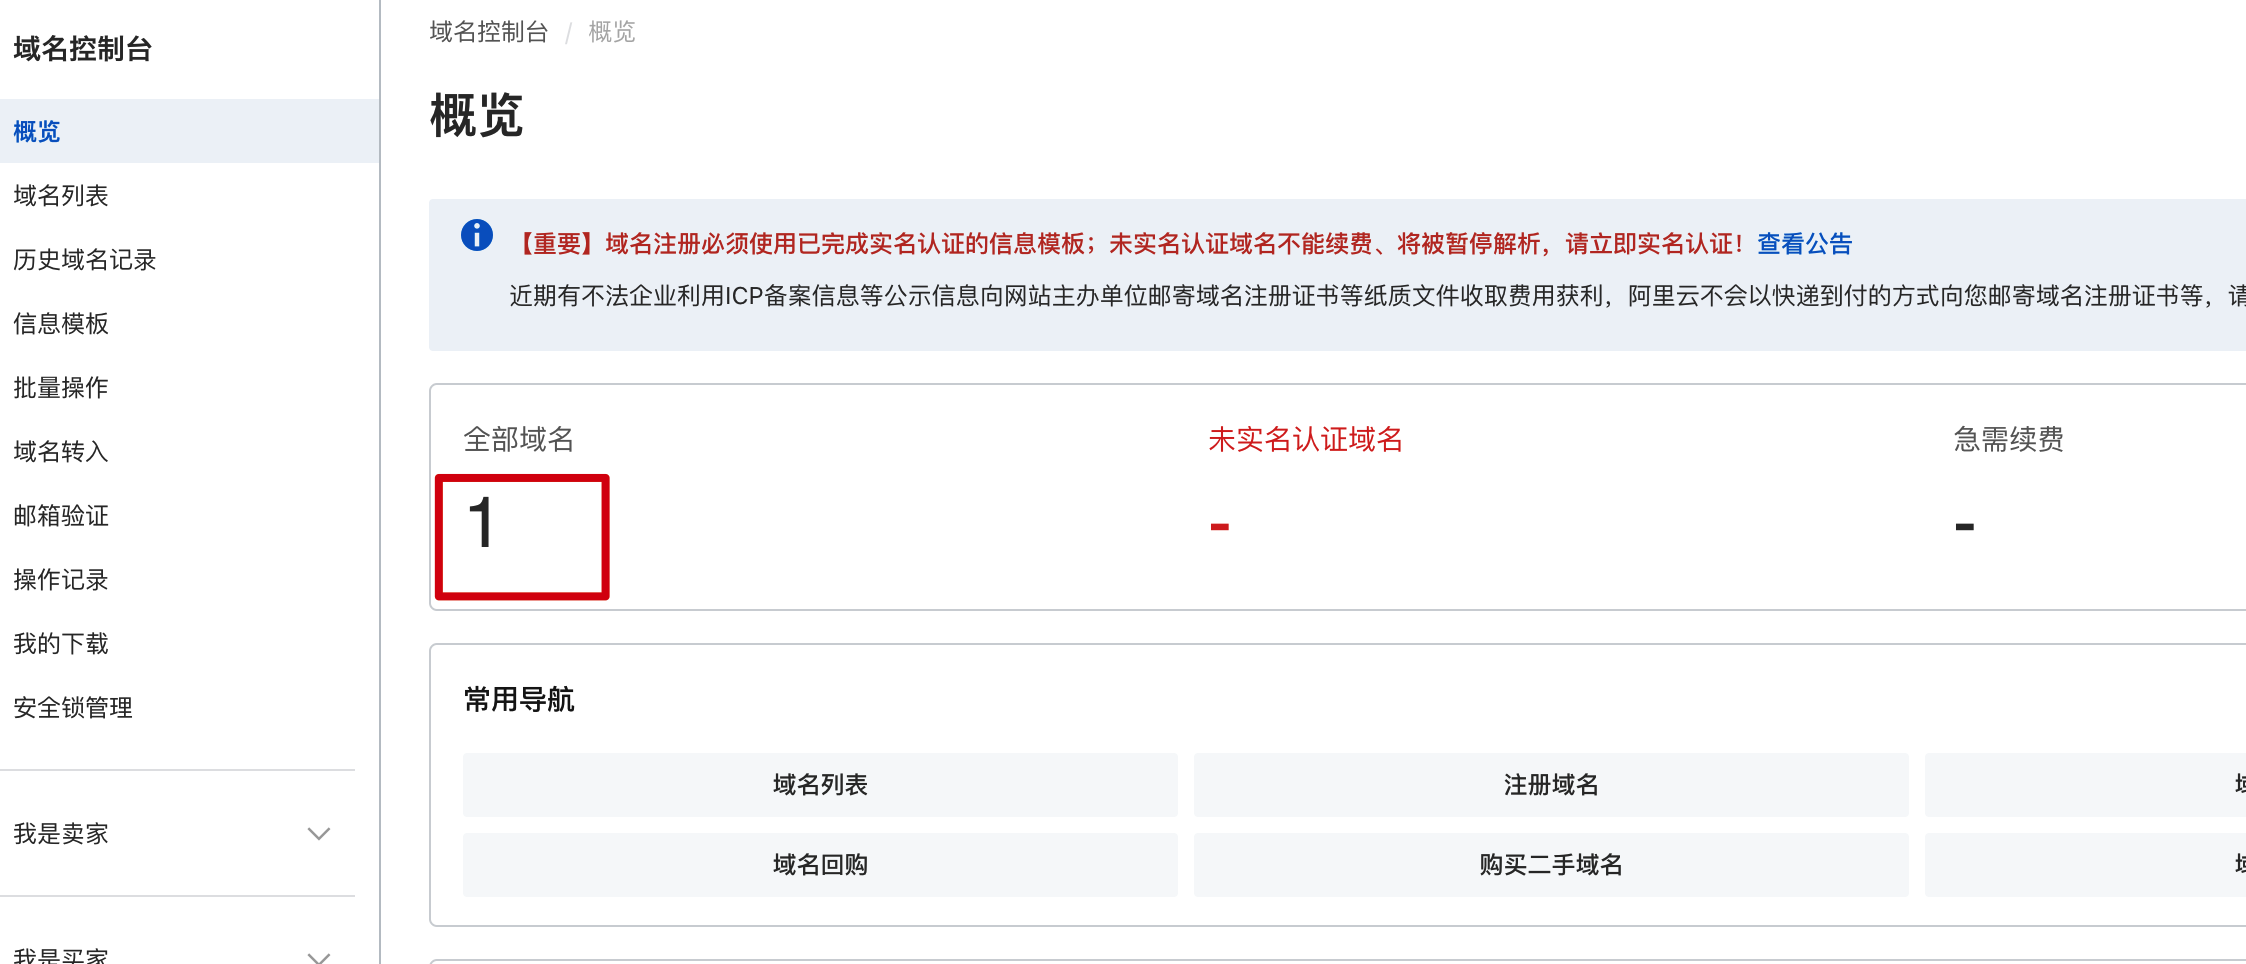 域名控制台
概览
域名列表
历史域名记录
信息模板
批量操作
域名转入
邮箱验证
操作记录
我的下载
安全锁管理
我是卖家
我是买家
域名控制台 / 概览
概览
【重要】域名注册必须使用已完成实名认证的信息模板；未实名认证域名不能续费、将被暂停解析，请立即实名认证！查看公告
近期有不法企业利用ICP备案信息等公示信息向网站主办单位邮寄域名注册证书等纸质文件收取费用获利，阿里云不会以快递到付的方式向您邮寄域名注册证书等，请
全部域名
1
未实名认证域名
-
急需续费
-
常用导航
域名列表
注册域名
域名回购
购买二手域名